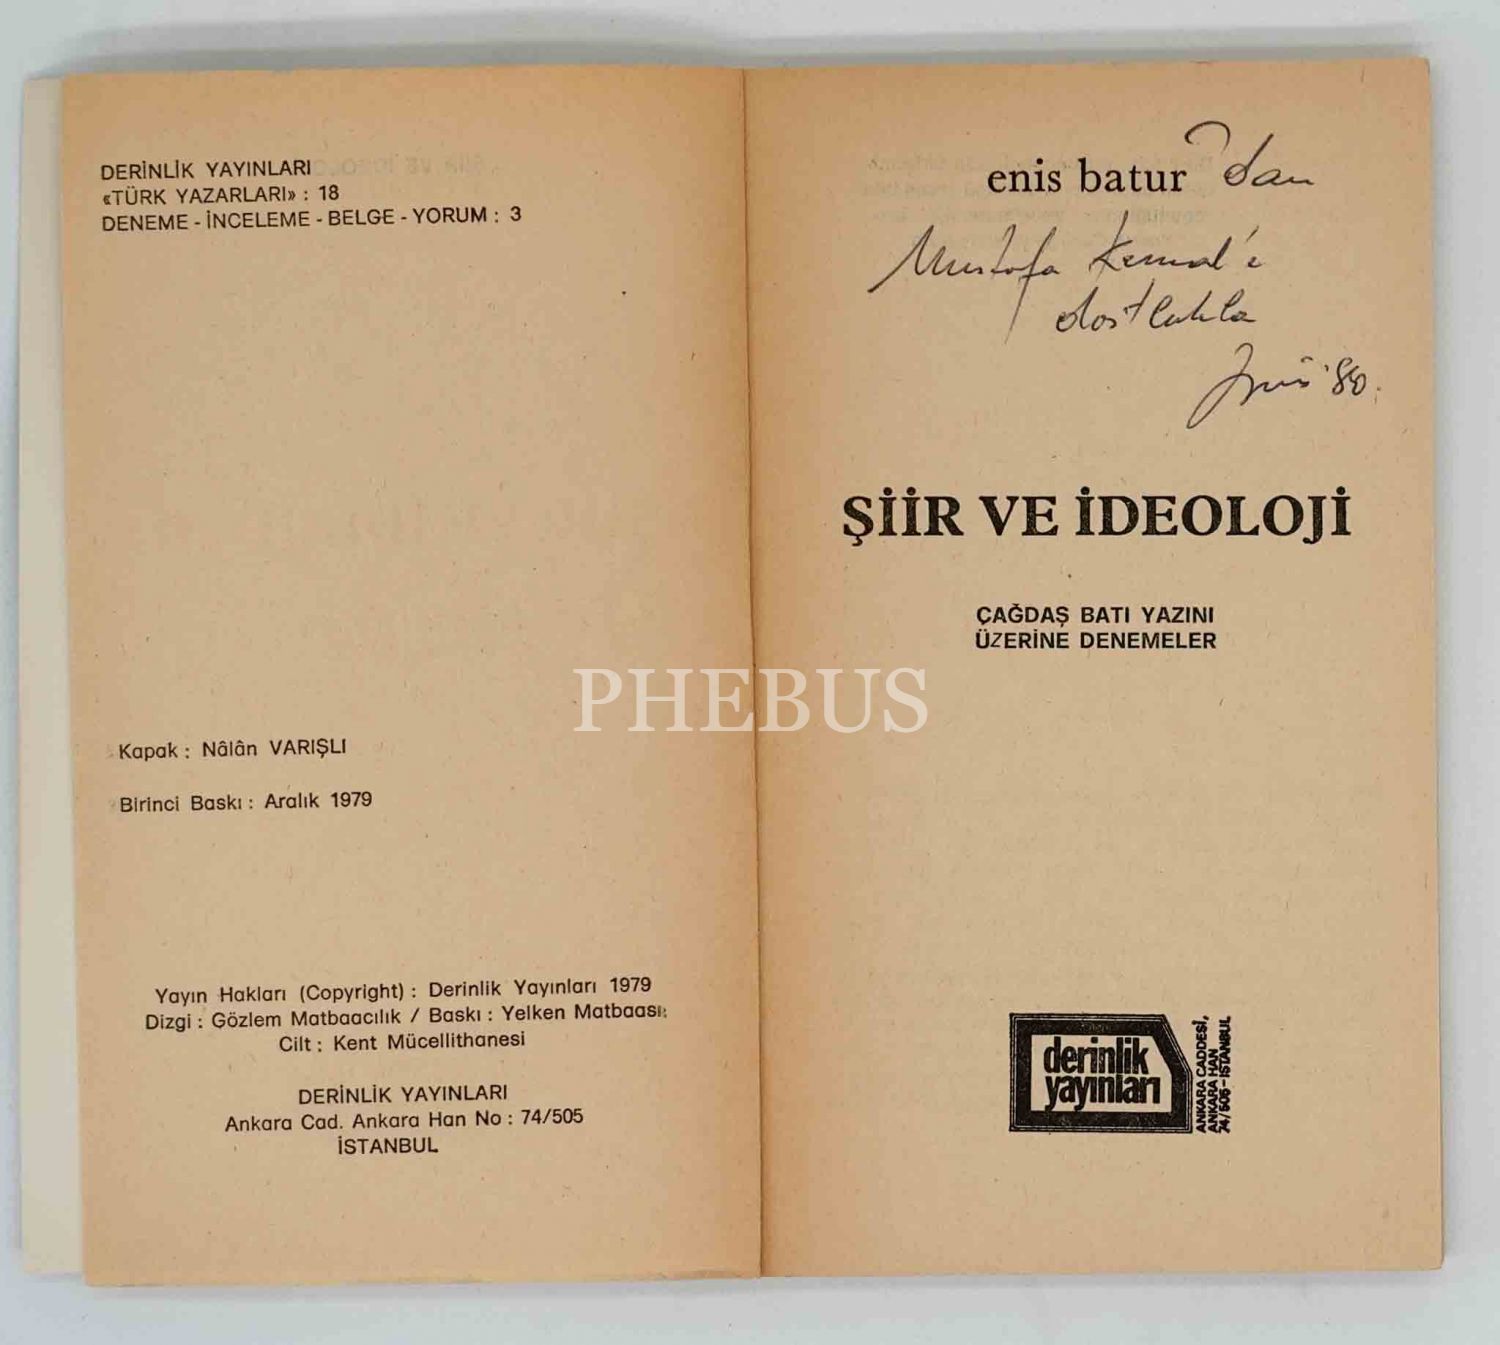 DERİNLİK YAYINLARI
«TÜRK YAZARLARI» : 18
DENEME - İNCELEME - BELGE - YORUM : 3
Kapak : Nâlân VARIŞLI
Birinci Baskı : Aralık 1979
Yayın Hakları (Copyright) : Derinlik Yayınları 1979
Dizgi : Gözlem Matbaacılık / Baskı : Yelken Matbaası
Cilt : Kent Mücellithanesi
DERİNLİK YAYINLARI
Ankara Cad. Ankara Han No : 74/505
İSTANBUL
enis batur'dan
Mustafa Kemal'e
dostlukla
'80.
ŞİİR VE İDEOLOJİ
ÇAĞDAŞ BATI YAZINI
ÜZERİNE DENEMELER
PHEBUS
derinlik
yayınları
ANKARA CADDESİ,
ANKARA HAN
74/505-İSTANBUL